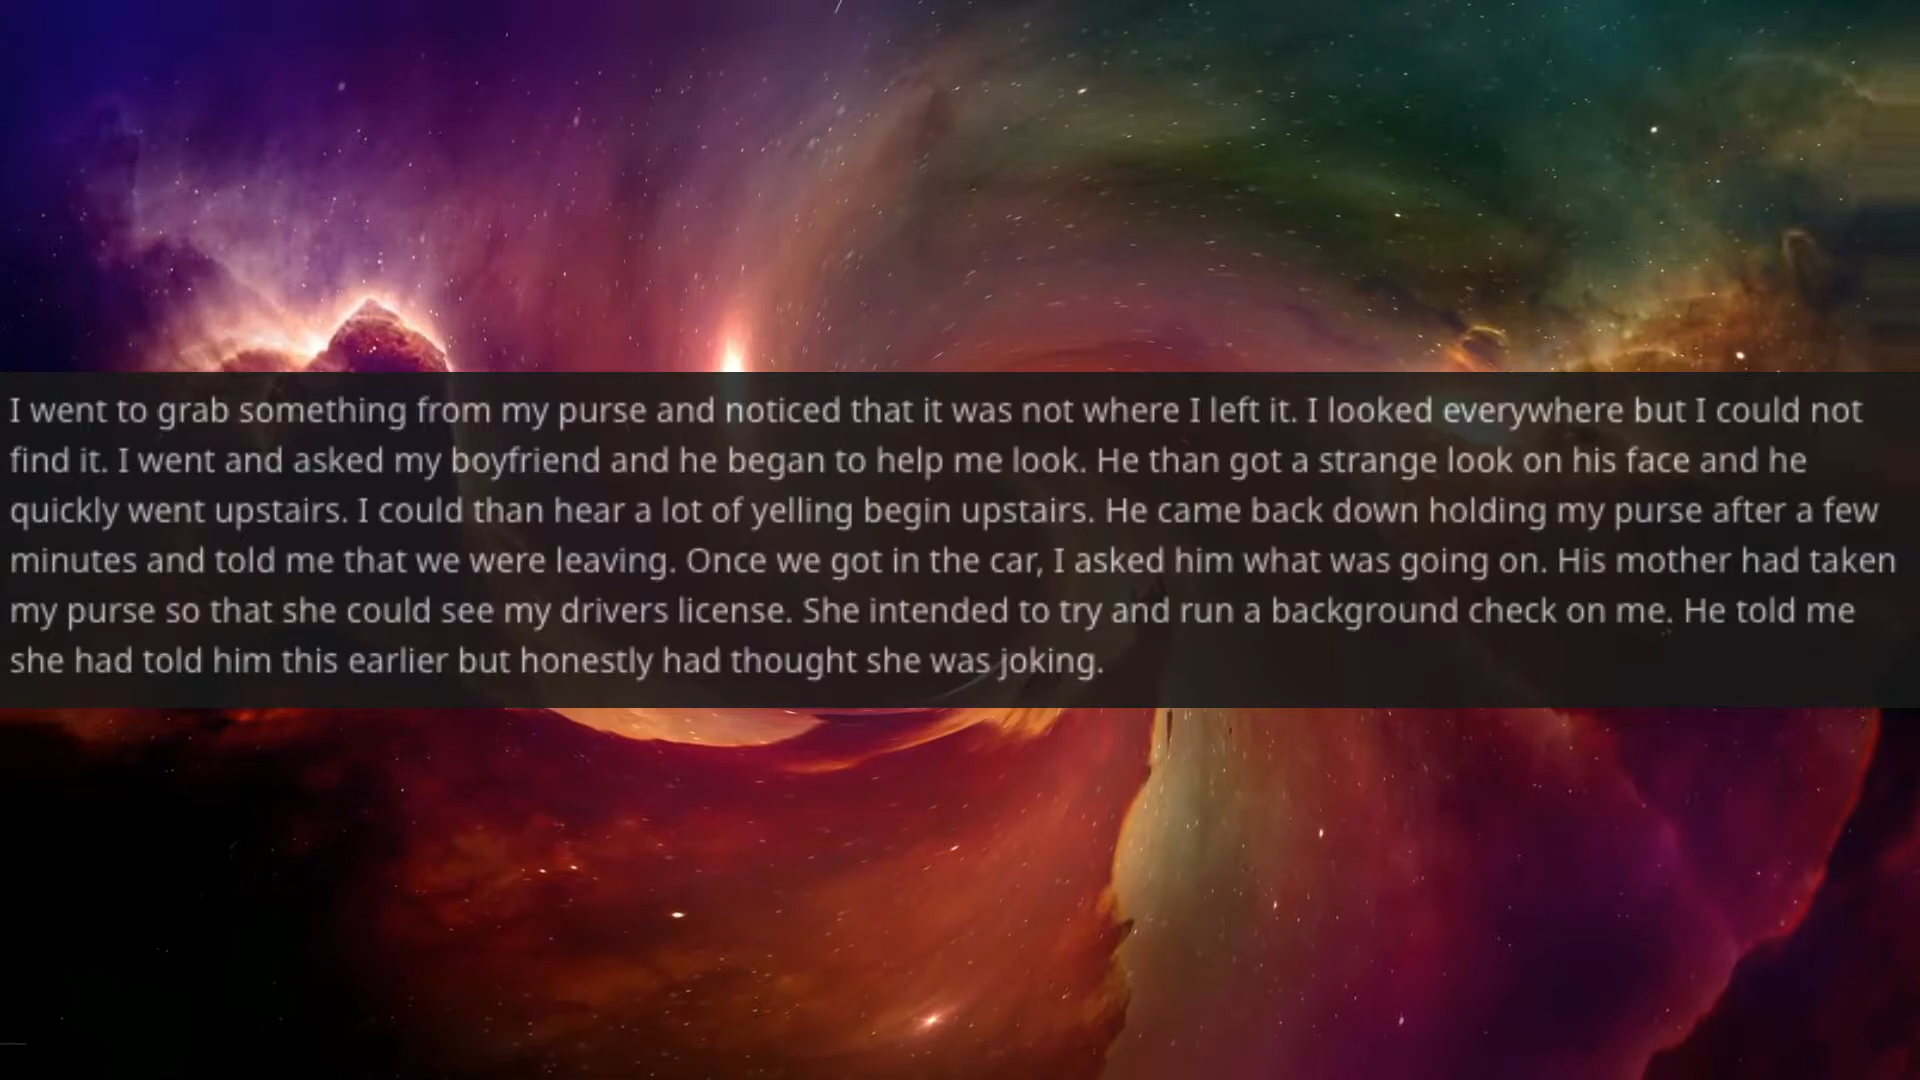 I went to grab something from my purse and noticed that it was not where I left it. I looked everywhere but I could not
find it. I went and asked my boyfriend and he began to help me look. He than got a strange look on his face and he
quickly went upstairs. I could than hear a lot of yelling begin upstairs. He came back down holding my purse after a few
minutes and told me that we were leaving. Once we got in the car, I asked him what was going on. His mother had taken
my purse so that she could see my drivers license. She intended to try and run a background check on me. He told me
she had told him this earlier but honestly had thought she was joking.